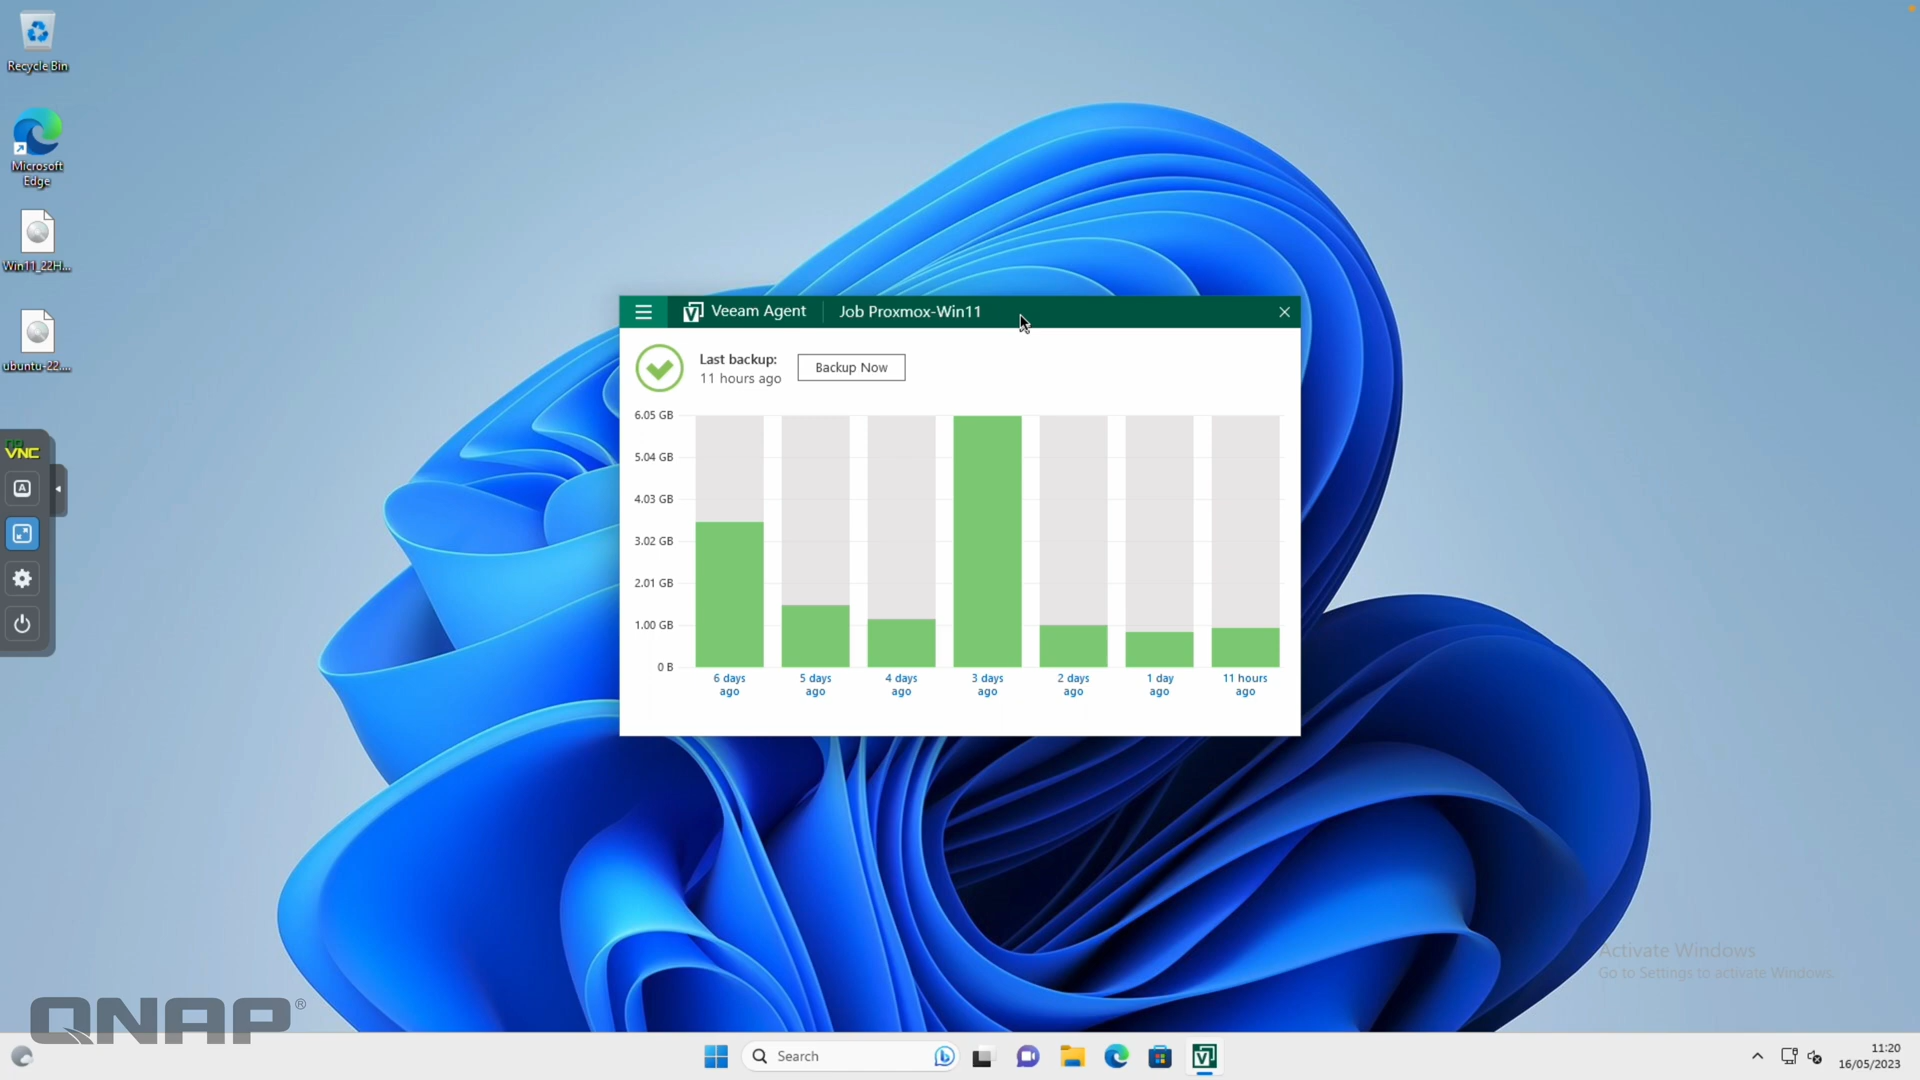 Recycle Bin
Microsoft
Edge
Win11_22H...
ubuntu-22....
no
VNC
A
Veeam Agent
Job Proxmox-Win11
Last backup:
11 hours ago
Backup Now
6.05 GB
5.04 GB
4.03 GB
3.02 GB
2.01 GB
1.00 GB
0 B
6 days
ago
5 days
ago
4 days
ago
3 days
ago
2 days
ago
1 day
ago
11 hours
ago
Activate Windows
Go to Settings to activate Windows.
QNAP®
Search
11:20
16/05/2023